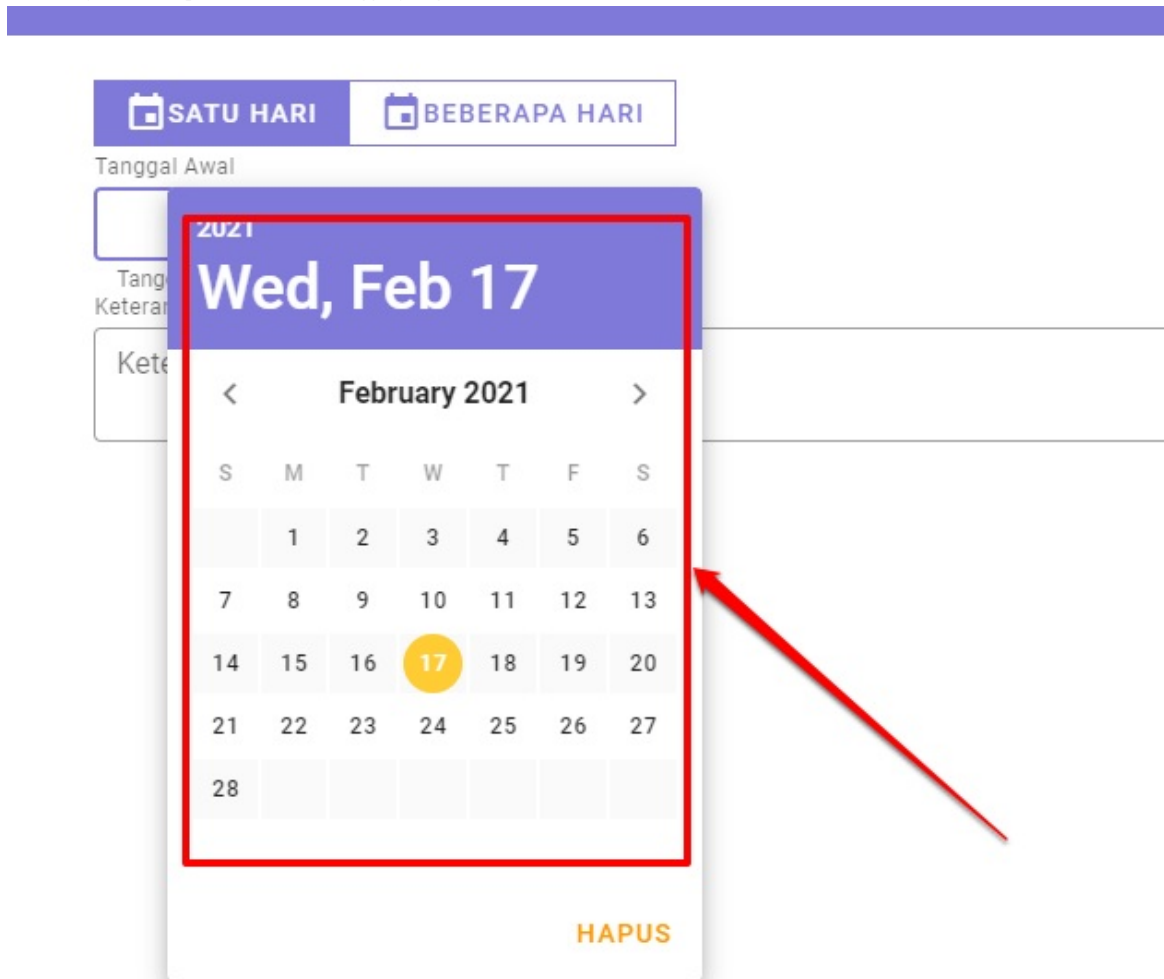 SATU HARI BEBERAPA HARI
Tanggal Awal
2021
Wed, Feb 17
February 2021
S M T W T F S
1 2 3 4 5 6
7 8 9 10 11 12 13
14 15 16 17 18 19 20
21 22 23 24 25 26 27
28
HAPUS